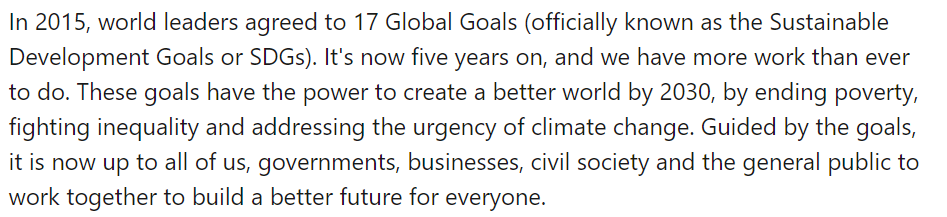 In 2015, world leaders agreed to 17 Global Goals (officially known as the Sustainable
Development Goals or SDGs). It's now five years on, and we have more work than ever
to do. These goals have the power to create a better world by 2030, by ending poverty,
fighting inequality and addressing the urgency of climate change. Guided by the goals,
it is now up to all of us, governments, businesses, civil society and the general public to
work together to build a better future for everyone.